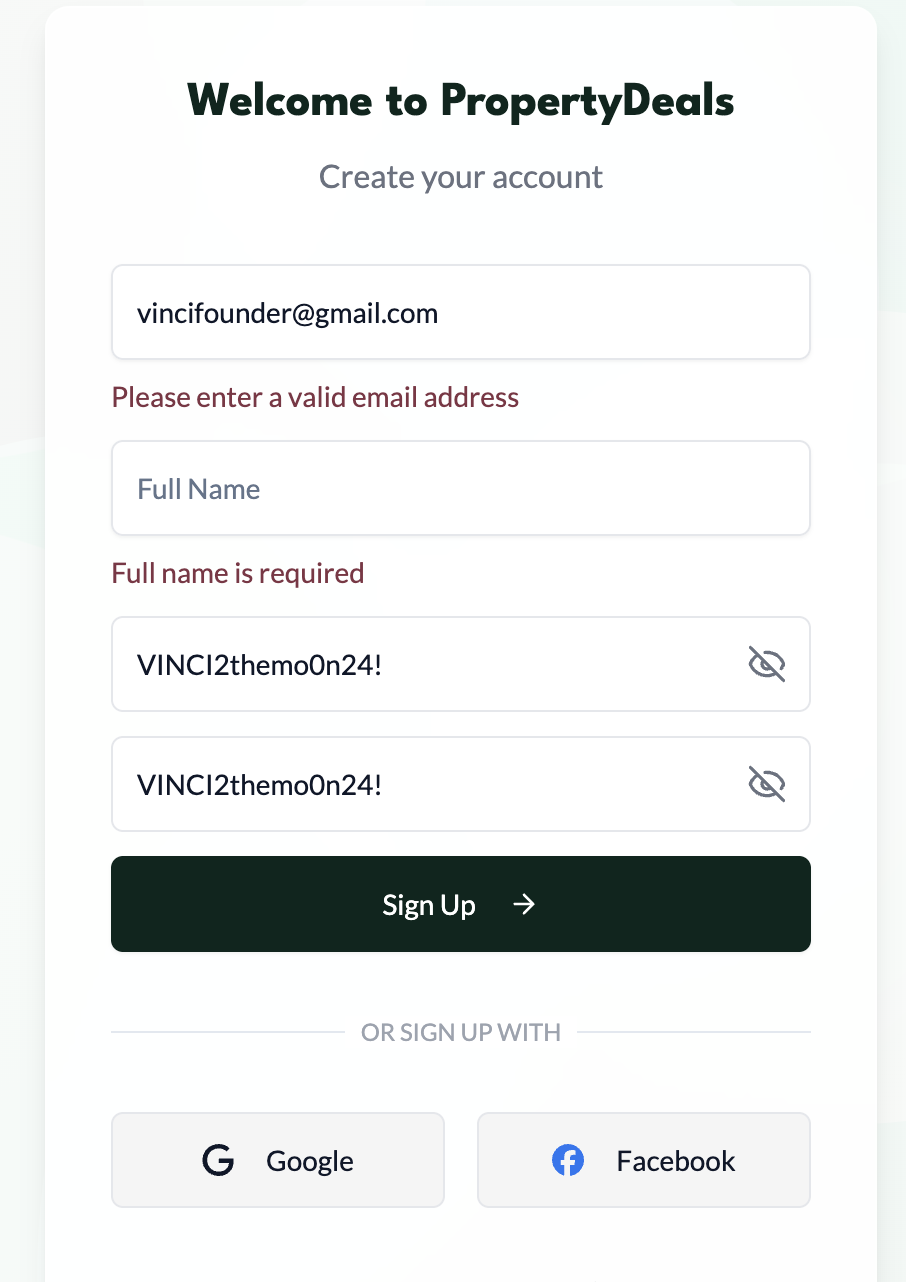 Welcome to PropertyDeals
Create your account
vincifounder@gmail.com
Please enter a valid email address
Full Name
Full name is required
VINCI2themo0n24!
VINCI2themo0n24!
Sign Up →
OR SIGN UP WITH
Google
Facebook